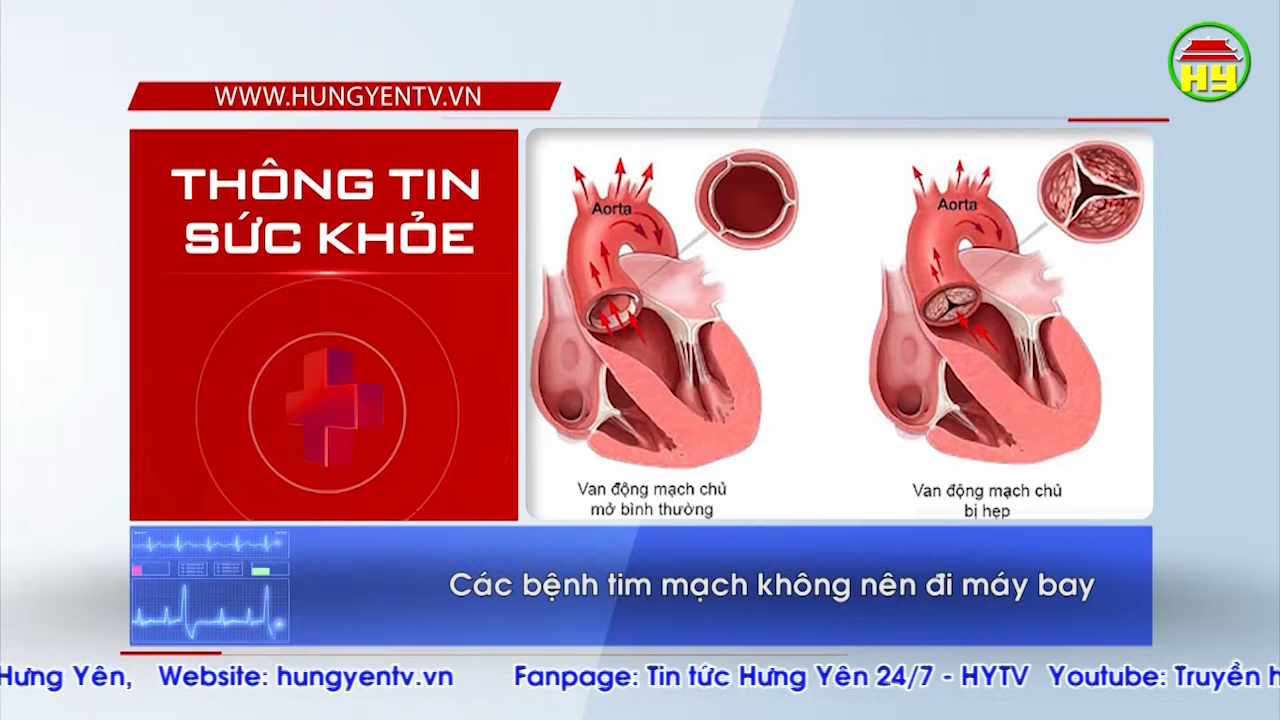 HY
WWW.HUNGYENTV.VN
THÔNG TIN
SỨC KHỎE
Aorta
Aorta
Van động mạch chủ
mở bình thường
Van động mạch chủ
bị hẹp
Các bệnh tim mạch không nên đi máy bay
Hưng Yên, Website: hungyentv.vn Fanpage: Tin tức Hưng Yên 24/7 - HYTV Youtube: Truyền h